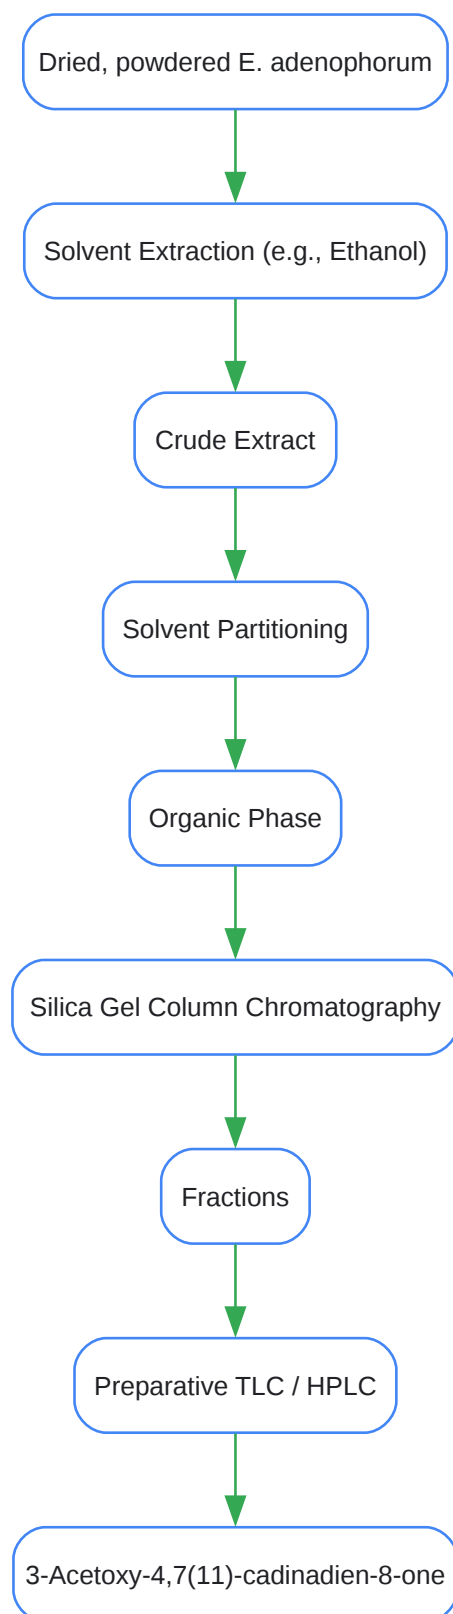 Dried, powdered E. adenophorum
Solvent Extraction (e.g., Ethanol)
Crude Extract
Solvent Partitioning
Organic Phase
Silica Gel Column Chromatography
Fractions
Preparative TLC / HPLC
3-Acetoxy-4,7(11)-cadinadien-8-one